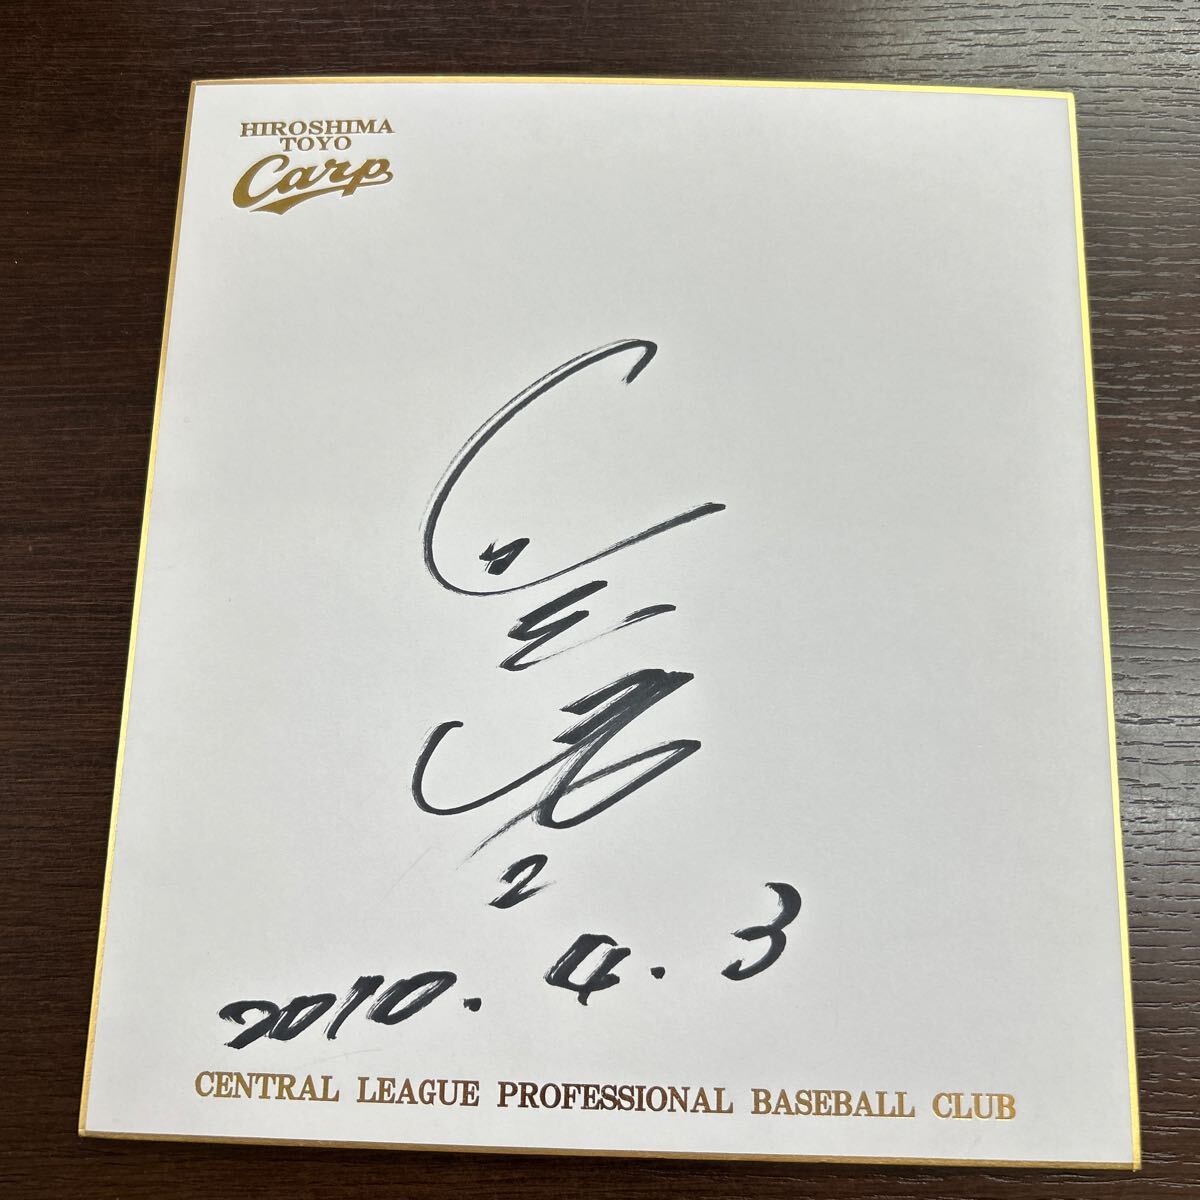 HIROSHIMA
TOYO
Carp
2
2010. 4. 3
CENTRAL LEAGUE PROFESSIONAL BASEBALL CLUB